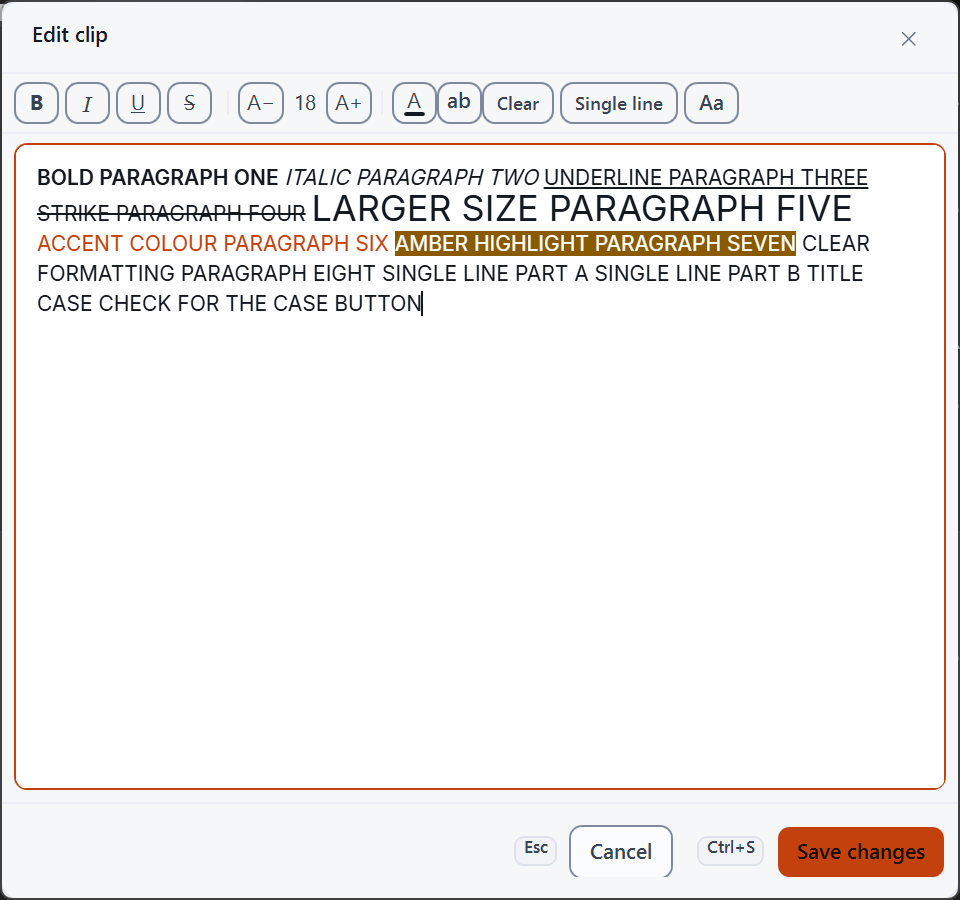 Edit clip
B I U S A− 18 A+ A ab Clear Single line Aa
BOLD PARAGRAPH ONE ITALIC PARAGRAPH TWO UNDERLINE PARAGRAPH THREE
STRIKE PARAGRAPH FOUR LARGER SIZE PARAGRAPH FIVE
ACCENT COLOUR PARAGRAPH SIX AMBER HIGHLIGHT PARAGRAPH SEVEN CLEAR
FORMATTING PARAGRAPH EIGHT SINGLE LINE PART A SINGLE LINE PART B TITLE
CASE CHECK FOR THE CASE BUTTON
Esc Cancel Ctrl+S Save changes